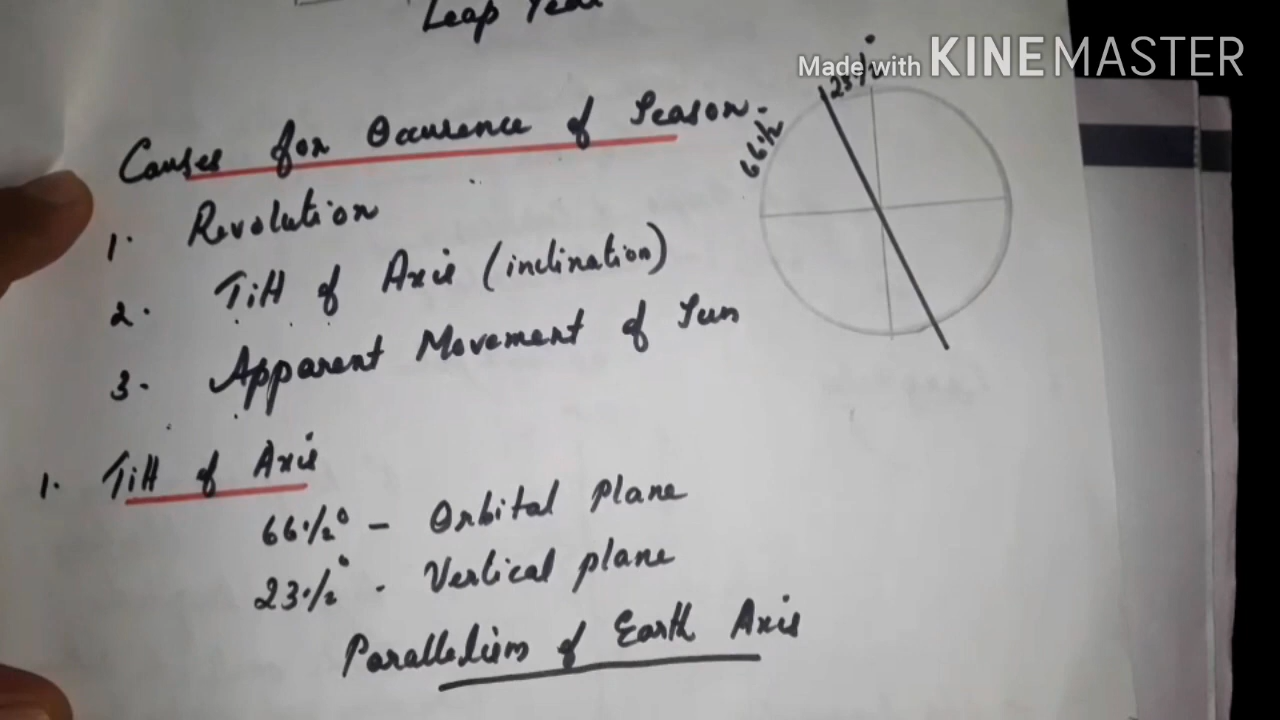 Leap Year
Made with KINEMASTER
23½°
66½
Causes for Occurence of Season.
1. Revolution
2. Tilt of Axis (inclination)
3. Apparent Movement of Sun
1. Tilt of Axis
66½° - Orbital plane
23½° - Vertical plane
Parallelism of Earth Axis